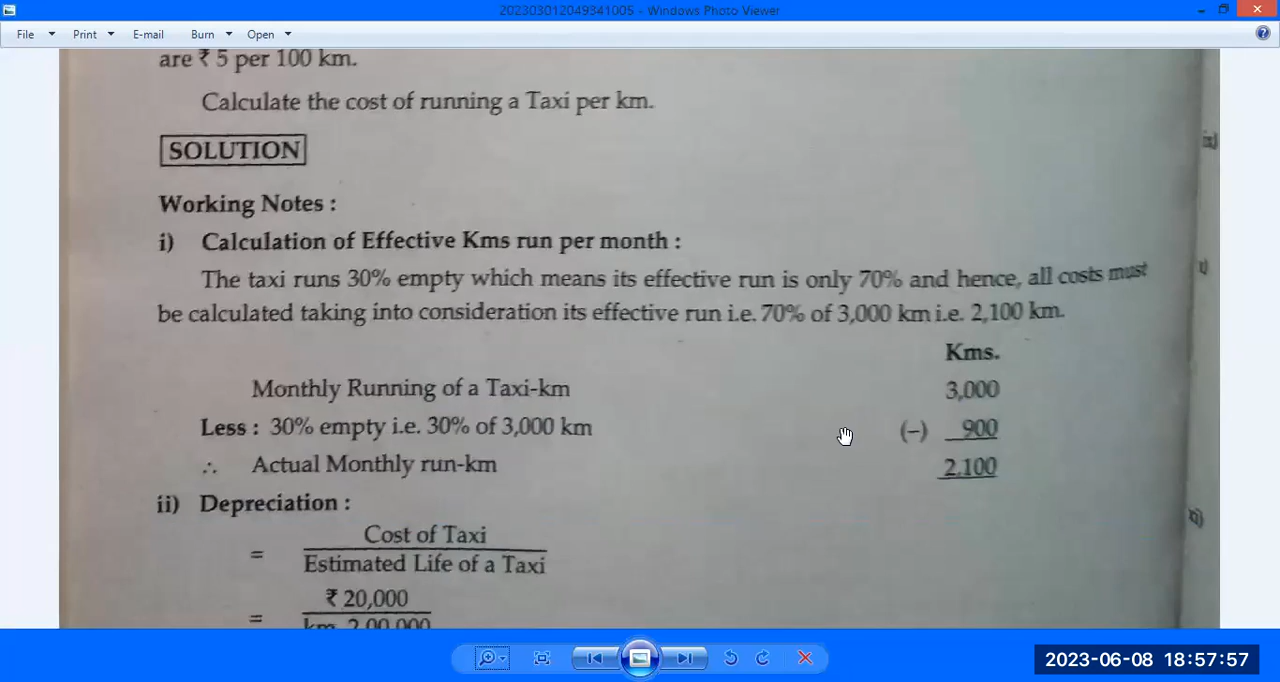 202303012049341005 - Windows Photo Viewer
File Print E-mail Burn Open
are ₹ 5 per 100 km.
Calculate the cost of running a Taxi per km.
SOLUTION
Working Notes :
i) Calculation of Effective Kms run per month :
The taxi runs 30% empty which means its effective run is only 70% and hence, all costs must
be calculated taking into consideration its effective run i.e. 70% of 3,000 km i.e. 2,100 km.
Kms.
Monthly Running of a Taxi-km 3,000
Less : 30% empty i.e. 30% of 3,000 km (–) 900
∴ Actual Monthly run-km 2,100
ii) Depreciation :
= Cost of Taxi
Estimated Life of a Taxi
= ₹ 20,000
km 2,00,000
2023-06-08 18:57:57